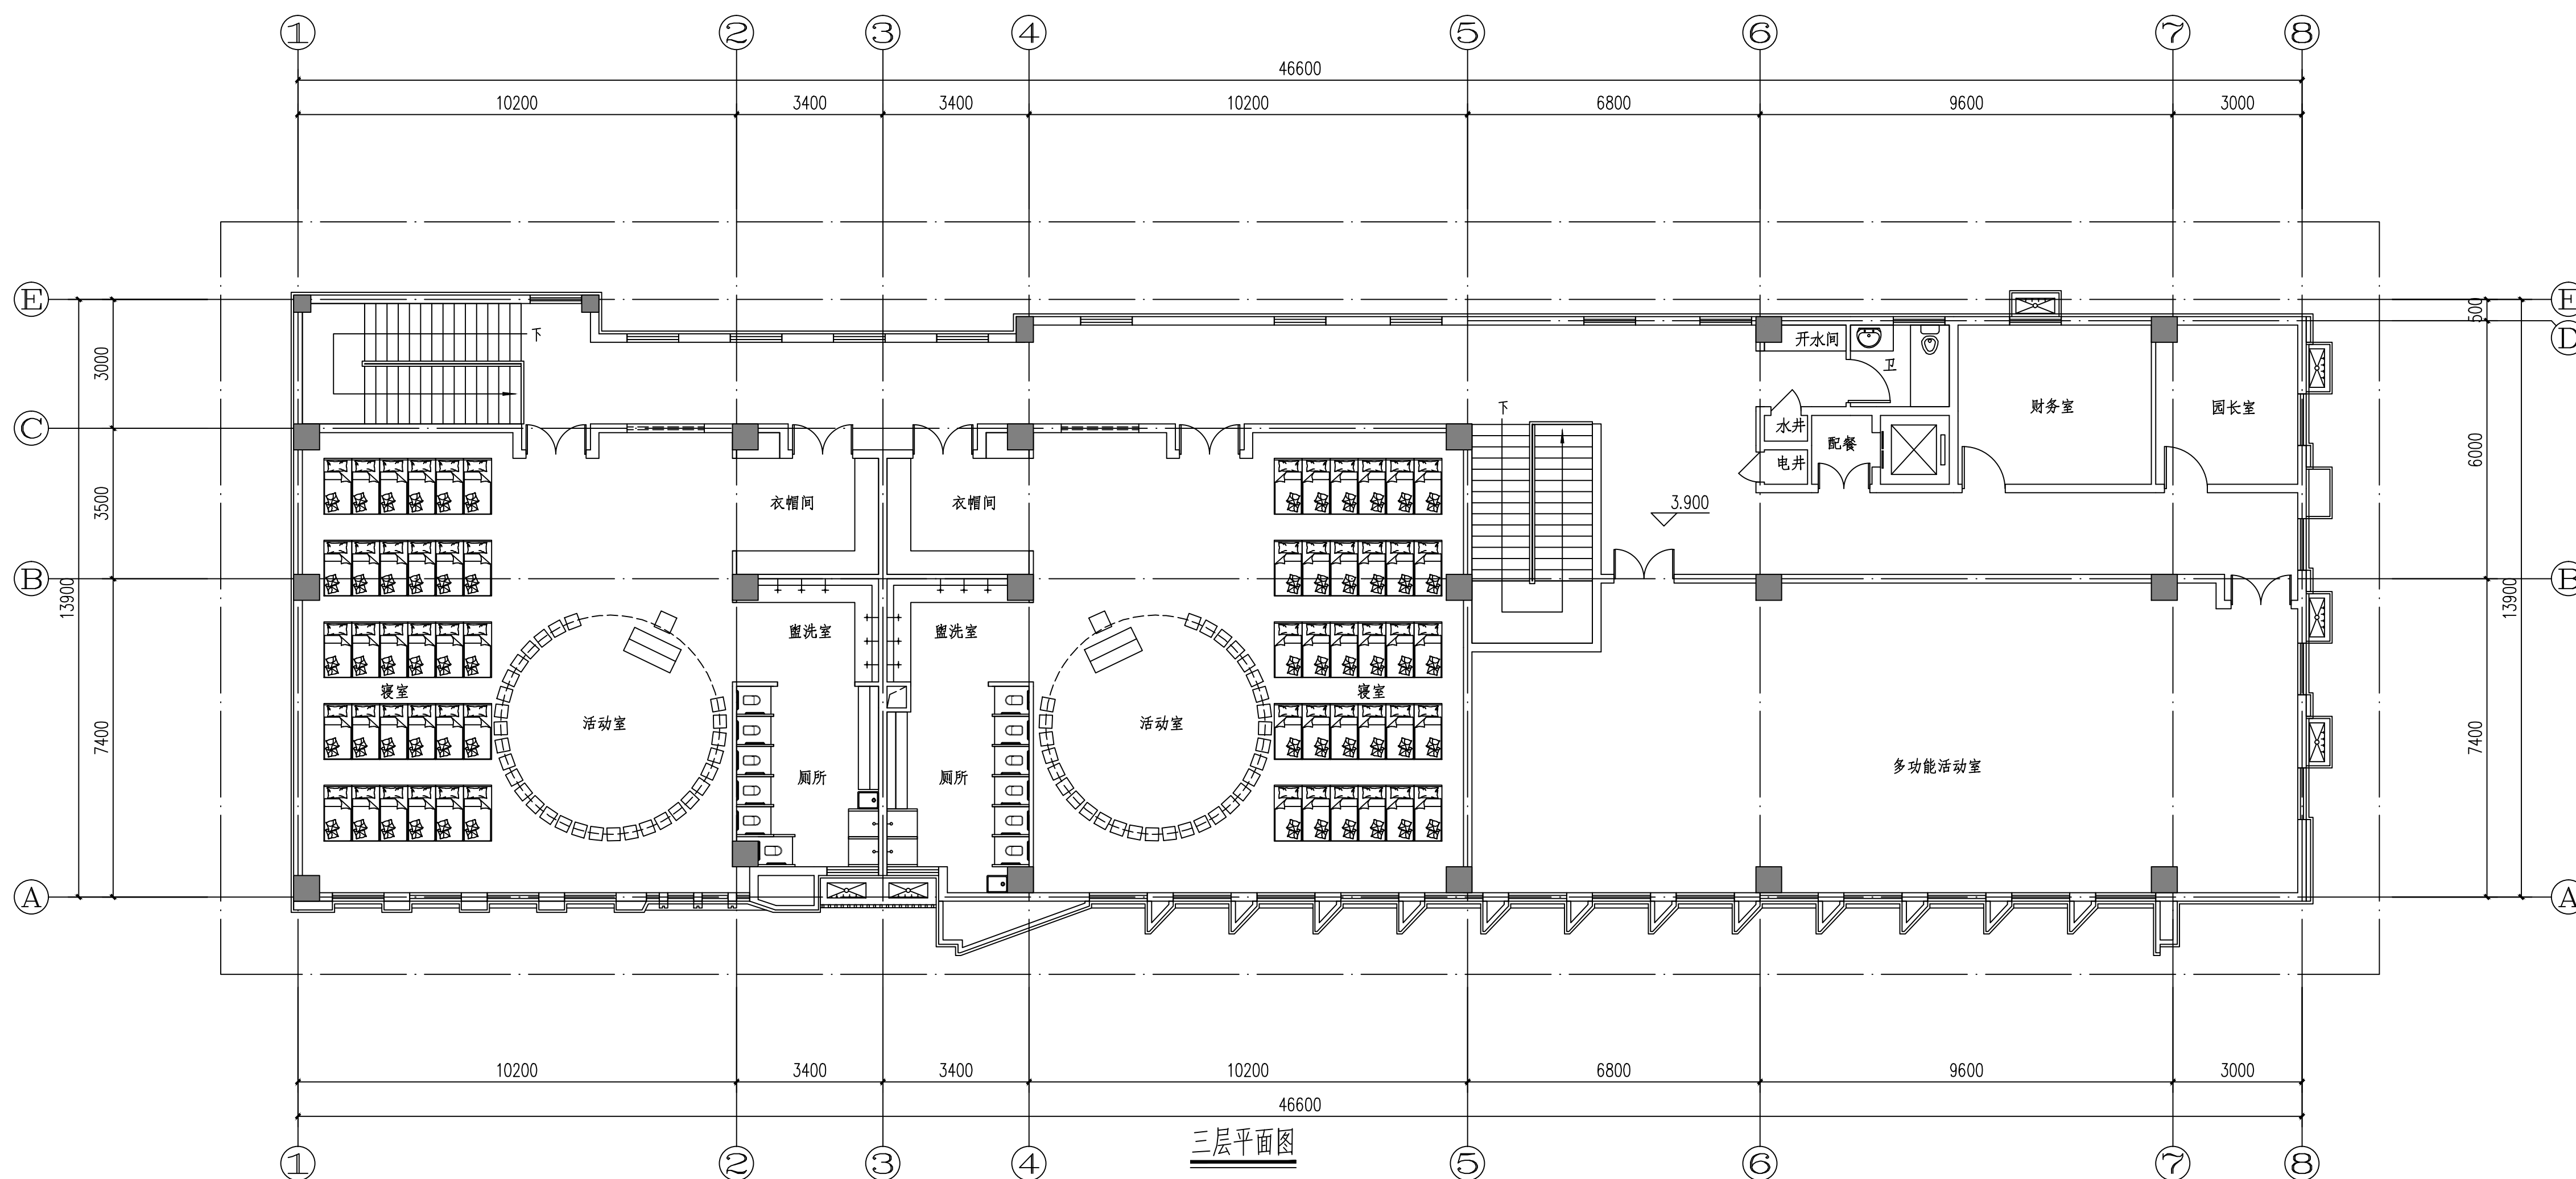 ① ② ③ ④ ⑤ ⑥ ⑦ ⑧
46600
10200 3400 3400 10200 6800 9600 3000
E E
500
D
下
开水间
卫
3000
财务室
园长室
下
C
水井
配餐
电井
6000
3500
衣帽间 衣帽间
3.900
B B
13900 13900
盥洗室 盥洗室
寝室 寝室
活动室 活动室
7400 7400
多功能活动室
厕所 厕所
A A
10200 3400 3400 10200 6800 9600 3000
46600
三层平面图
① ② ③ ④ ⑤ ⑥ ⑦ ⑧